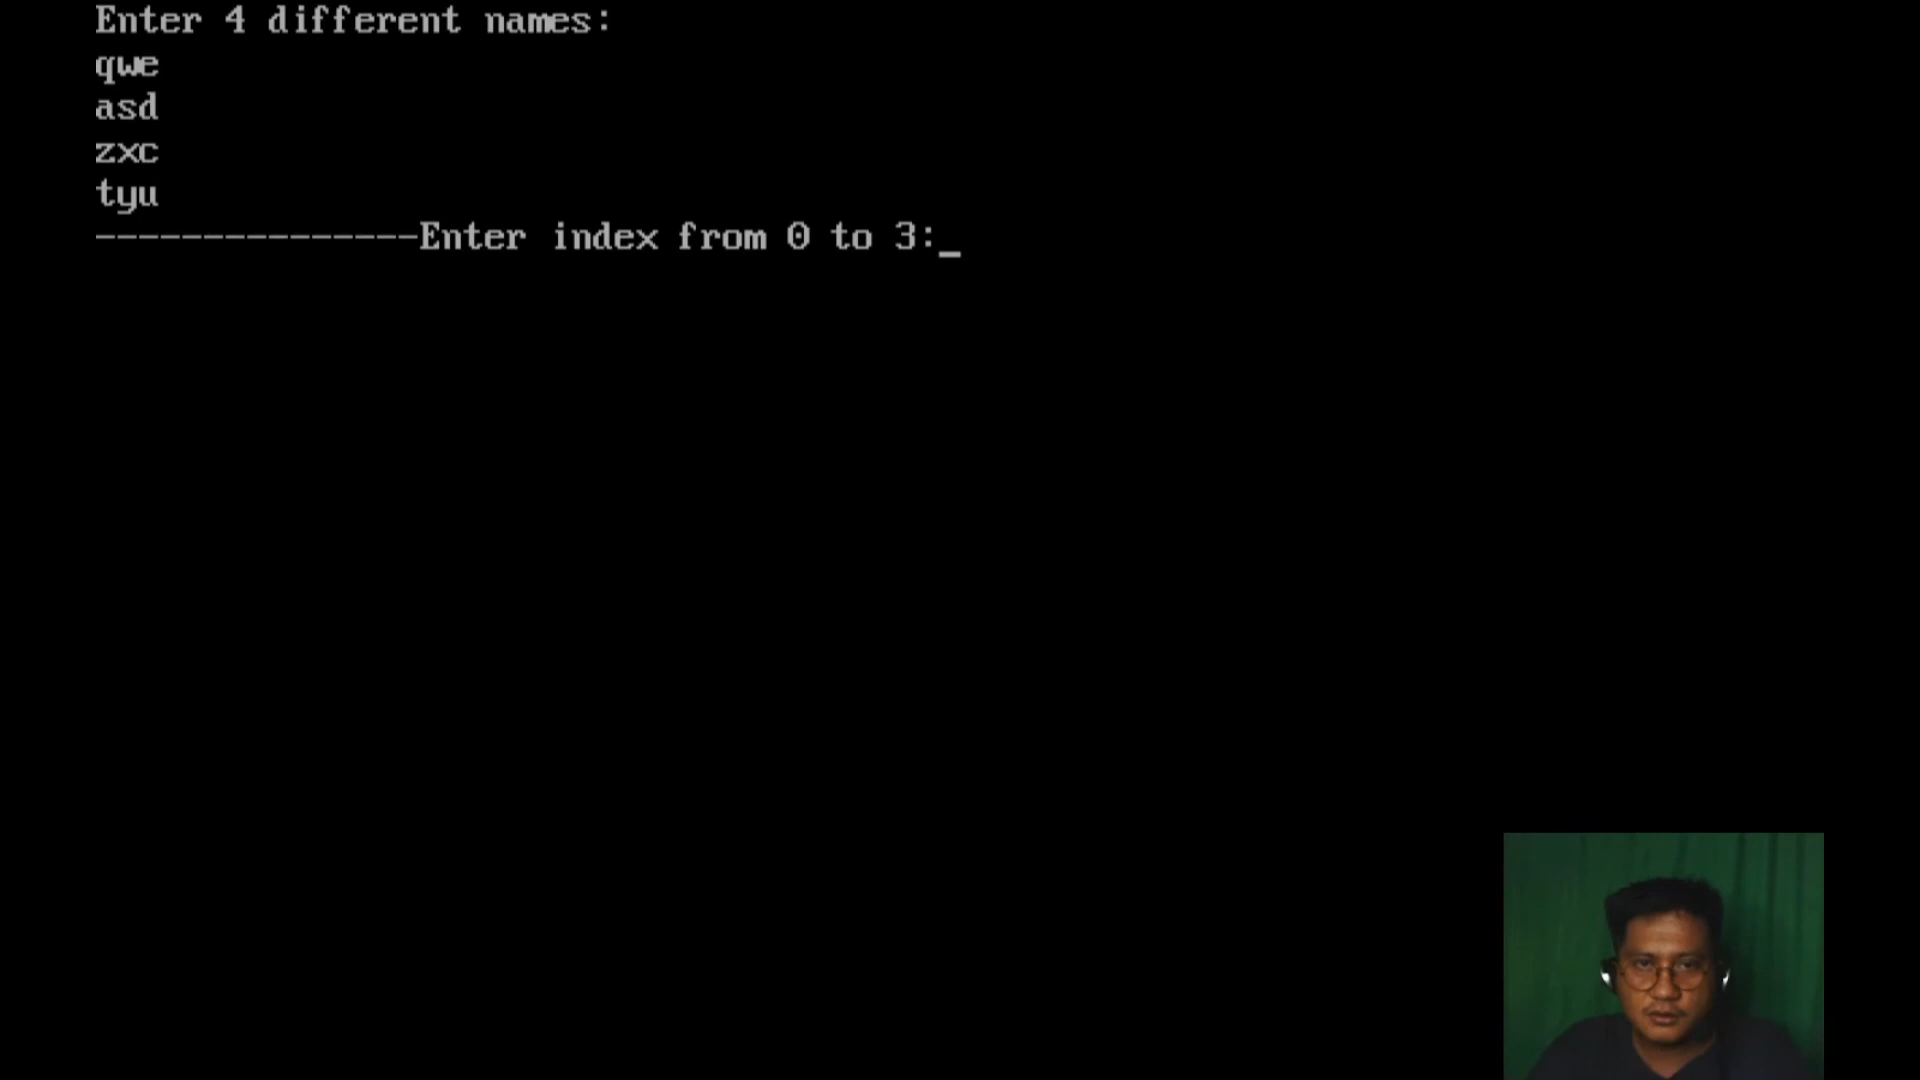 Enter 4 different names:
qwe
asd
zxc
tyu
---------------Enter index from 0 to 3:_